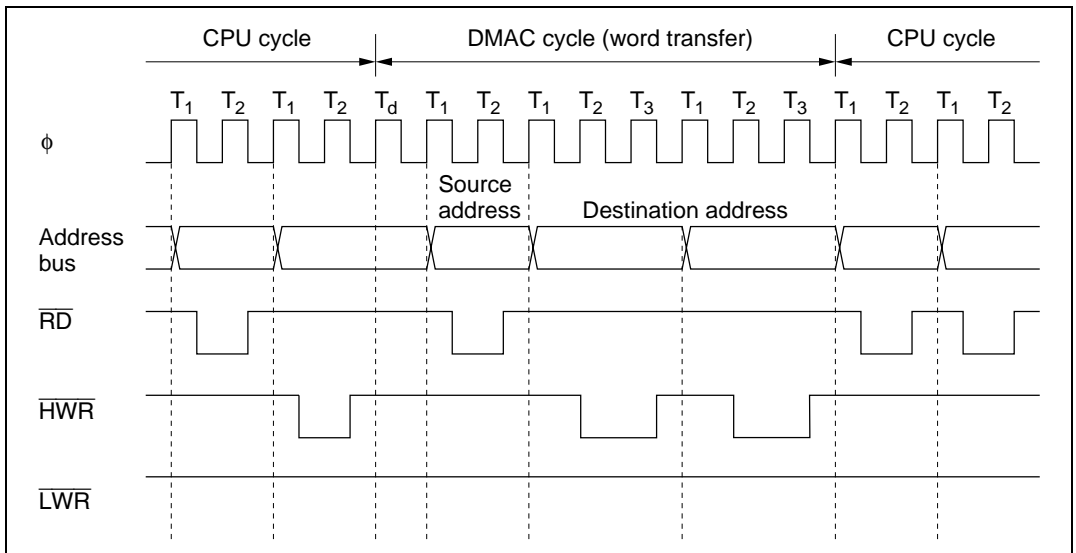 CPU cycle DMAC cycle (word transfer) CPU cycle
T1 T2 T1 T2 Td T1 T2 T1 T2 T3 T1 T2 T3 T1 T2 T1 T2
ϕ
Source
address Destination address
Address
bus
RD
HWR
LWR